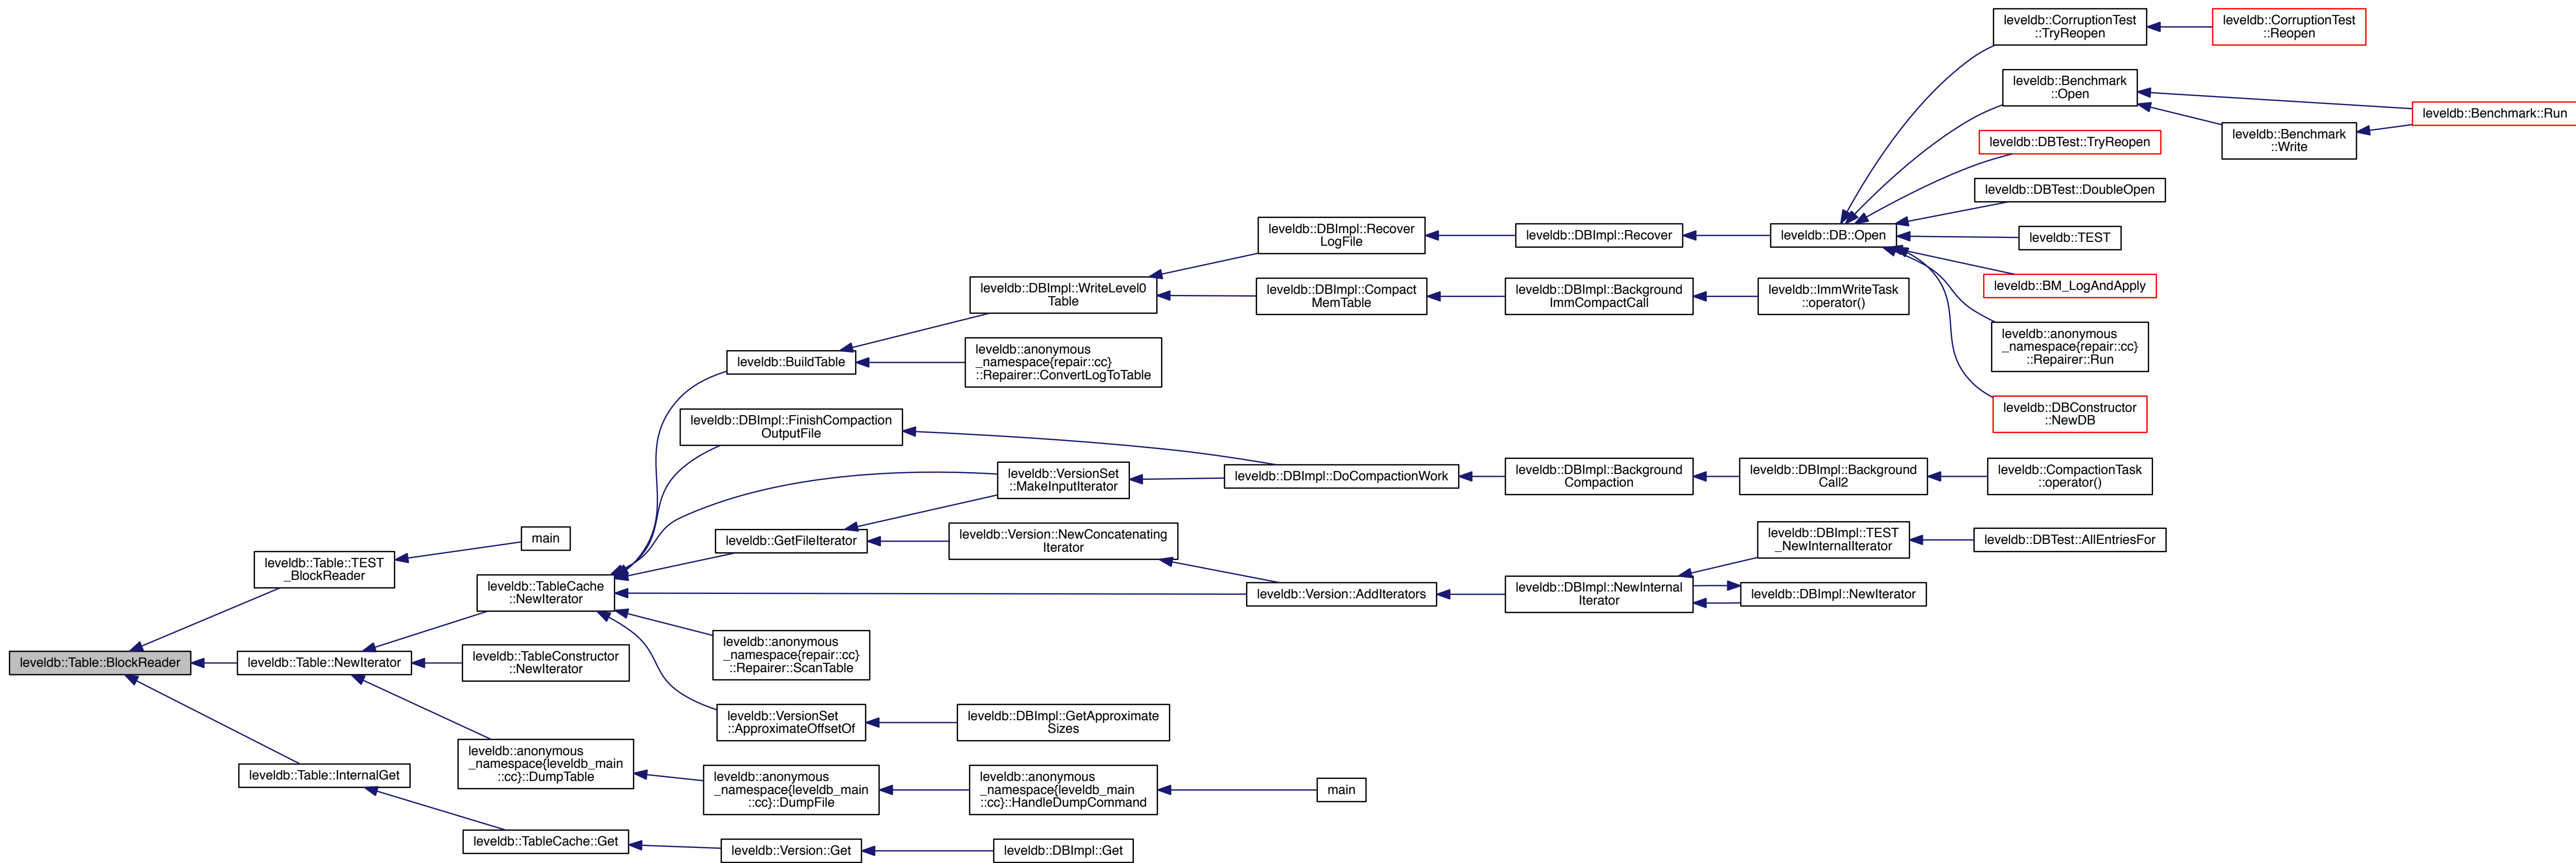 leveldb::CorruptionTest
::TryReopen
leveldb::CorruptionTest
::Reopen
leveldb::Benchmark
::Open
leveldb::Benchmark::Run
leveldb::Benchmark
::Write
leveldb::DBTest::TryReopen
leveldb::DBTest::DoubleOpen
leveldb::DBImpl::Recover
LogFile
leveldb::DBImpl::Recover
leveldb::DB::Open
leveldb::TEST
leveldb::DBImpl::WriteLevel0
Table
leveldb::DBImpl::Compact
MemTable
leveldb::DBImpl::Background
ImmCompactCall
leveldb::ImmWriteTask
::operator()
leveldb::BM_LogAndApply
leveldb::anonymous
_namespace{repair::cc}
::Repairer::Run
leveldb::BuildTable
leveldb::anonymous
_namespace{repair::cc}
::Repairer::ConvertLogToTable
leveldb::DBConstructor
::NewDB
leveldb::DBImpl::FinishCompaction
OutputFile
leveldb::VersionSet
::MakeInputIterator
leveldb::DBImpl::DoCompactionWork
leveldb::DBImpl::Background
Compaction
leveldb::DBImpl::Background
Call2
leveldb::CompactionTask
::operator()
main
leveldb::GetFileIterator
leveldb::Version::NewConcatenating
Iterator
leveldb::DBImpl::TEST
_NewInternalIterator
leveldb::DBTest::AllEntriesFor
leveldb::Table::TEST
_BlockReader
leveldb::TableCache
::NewIterator
leveldb::Version::AddIterators
leveldb::DBImpl::NewInternal
Iterator
leveldb::DBImpl::NewIterator
leveldb::Table::BlockReader
leveldb::Table::NewIterator
leveldb::TableConstructor
::NewIterator
leveldb::anonymous
_namespace{repair::cc}
::Repairer::ScanTable
leveldb::VersionSet
::ApproximateOffsetOf
leveldb::DBImpl::GetApproximate
Sizes
leveldb::Table::InternalGet
leveldb::anonymous
_namespace{leveldb_main
::cc}::DumpTable
leveldb::anonymous
_namespace{leveldb_main
::cc}::DumpFile
leveldb::anonymous
_namespace{leveldb_main
::cc}::HandleDumpCommand
main
leveldb::TableCache::Get
leveldb::Version::Get
leveldb::DBImpl::Get